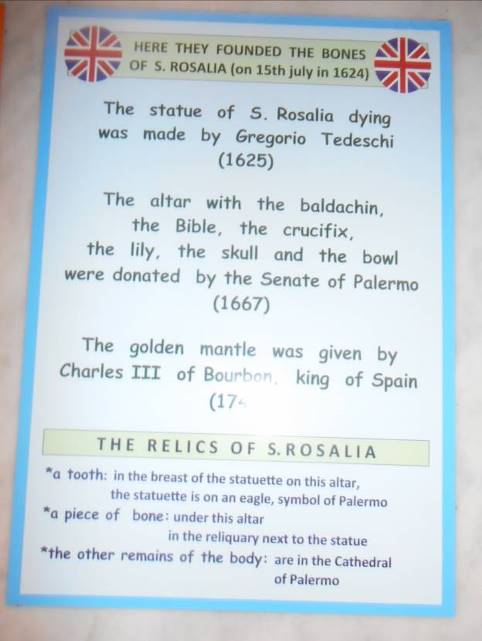 HERE THEY FOUNDED THE BONES
OF S. ROSALIA (on 15th july in 1624)
The statue of S. Rosalia dying
was made by Gregorio Tedeschi
(1625)
The altar with the baldachin,
the Bible, the crucifix,
the lily, the skull and the bowl
were donated by the Senate of Palermo
(1667)
The golden mantle was given by
Charles III of Bourbon, king of Spain
THE RELICS OF S.ROSALIA
*a tooth: in the breast of the statuette on this altar,
the statuette is on an eagle, symbol of Palermo
*a piece of bone: under this altar
in the reliquary next to the statue
*the other remains of the body: are in the Cathedral
of Palermo